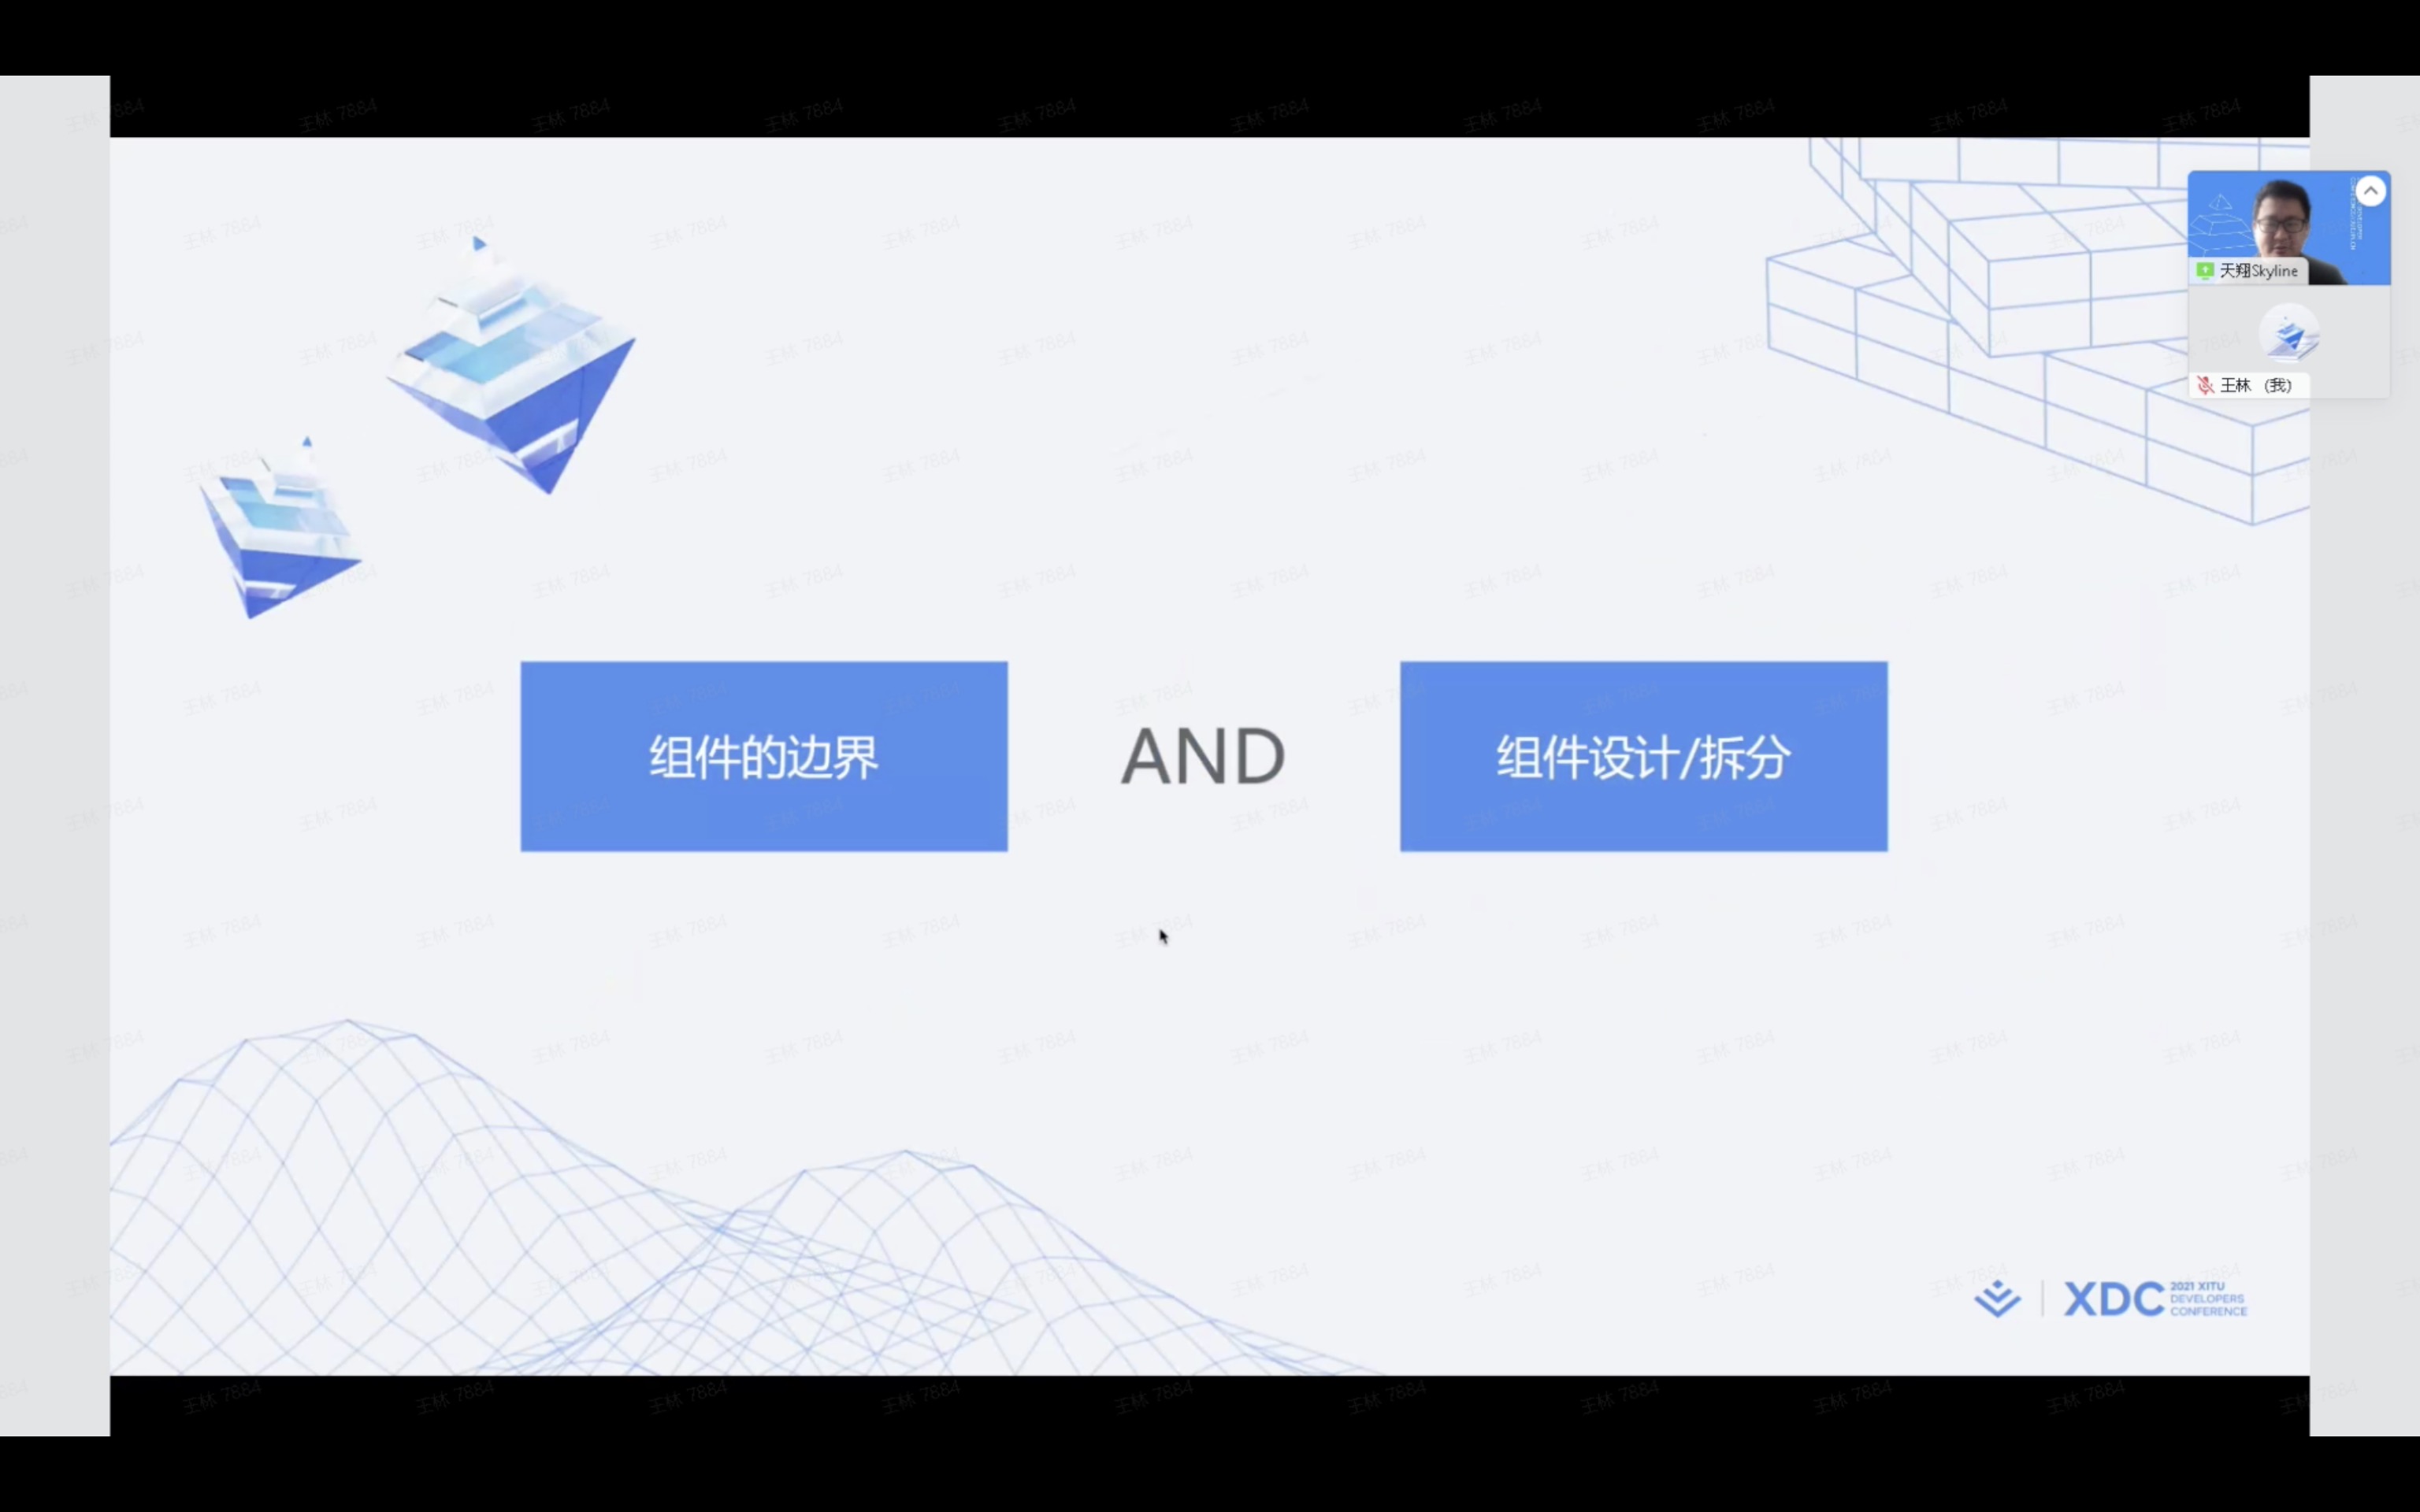 天翔Skyline
王林 （我）
组件的边界
AND
组件设计/拆分
XDC
2021 XITU
DEVELOPERS
CONFERENCE
王林 7884